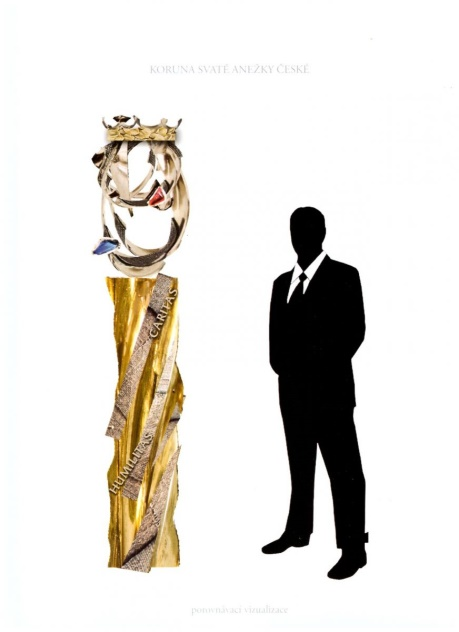 KORUNA SVATÉ ANEŽKY ČESKÉ
CARITAS
HUMILITAS
porovnávací vizualizace